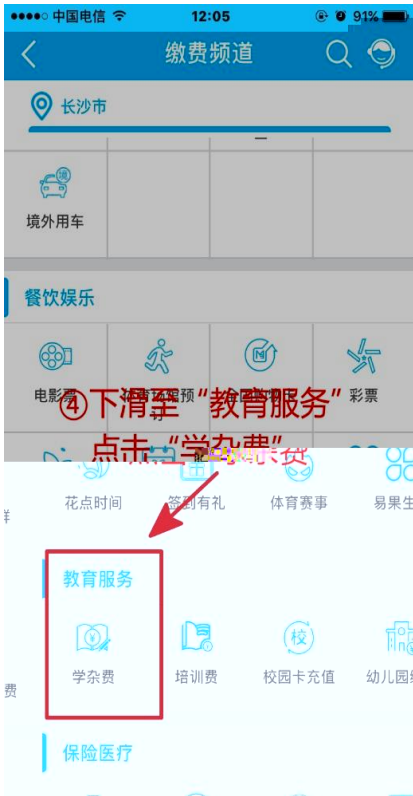 中国电信 12:05 91%
缴费频道
长沙市
境外用车
餐饮娱乐
④下滑至“教育服务”
电影票 彩票
点击“学杂费”
花点时间 签到有礼 体育赛事 易果生
教育服务
学杂费 培训费 校园卡充值 幼儿园
费
保险医疗